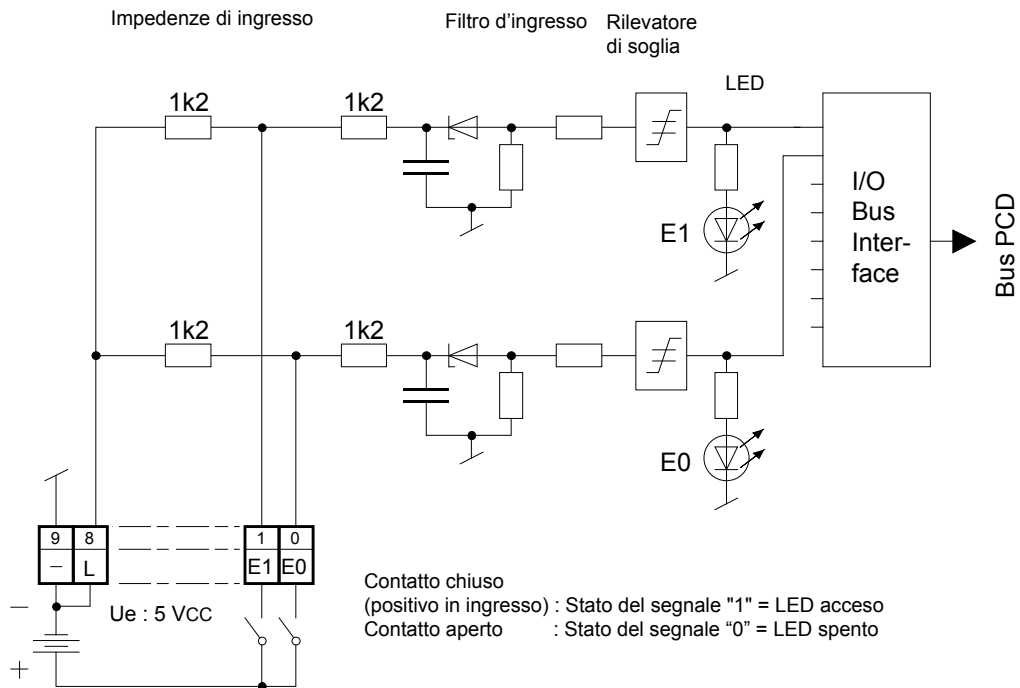 Impedenze di ingresso
Filtro d’ingresso
Rilevatore
di soglia
LED
1k2
1k2
E1
I/O
Bus
Inter-
face
Bus PCD
1k2
1k2
E0
9 8
– L
1 0
E1 E0
–
+
Ue : 5 VCC
Contatto chiuso
(positivo in ingresso) : Stato del segnale "1" = LED acceso
Contatto aperto : Stato del segnale “0” = LED spento